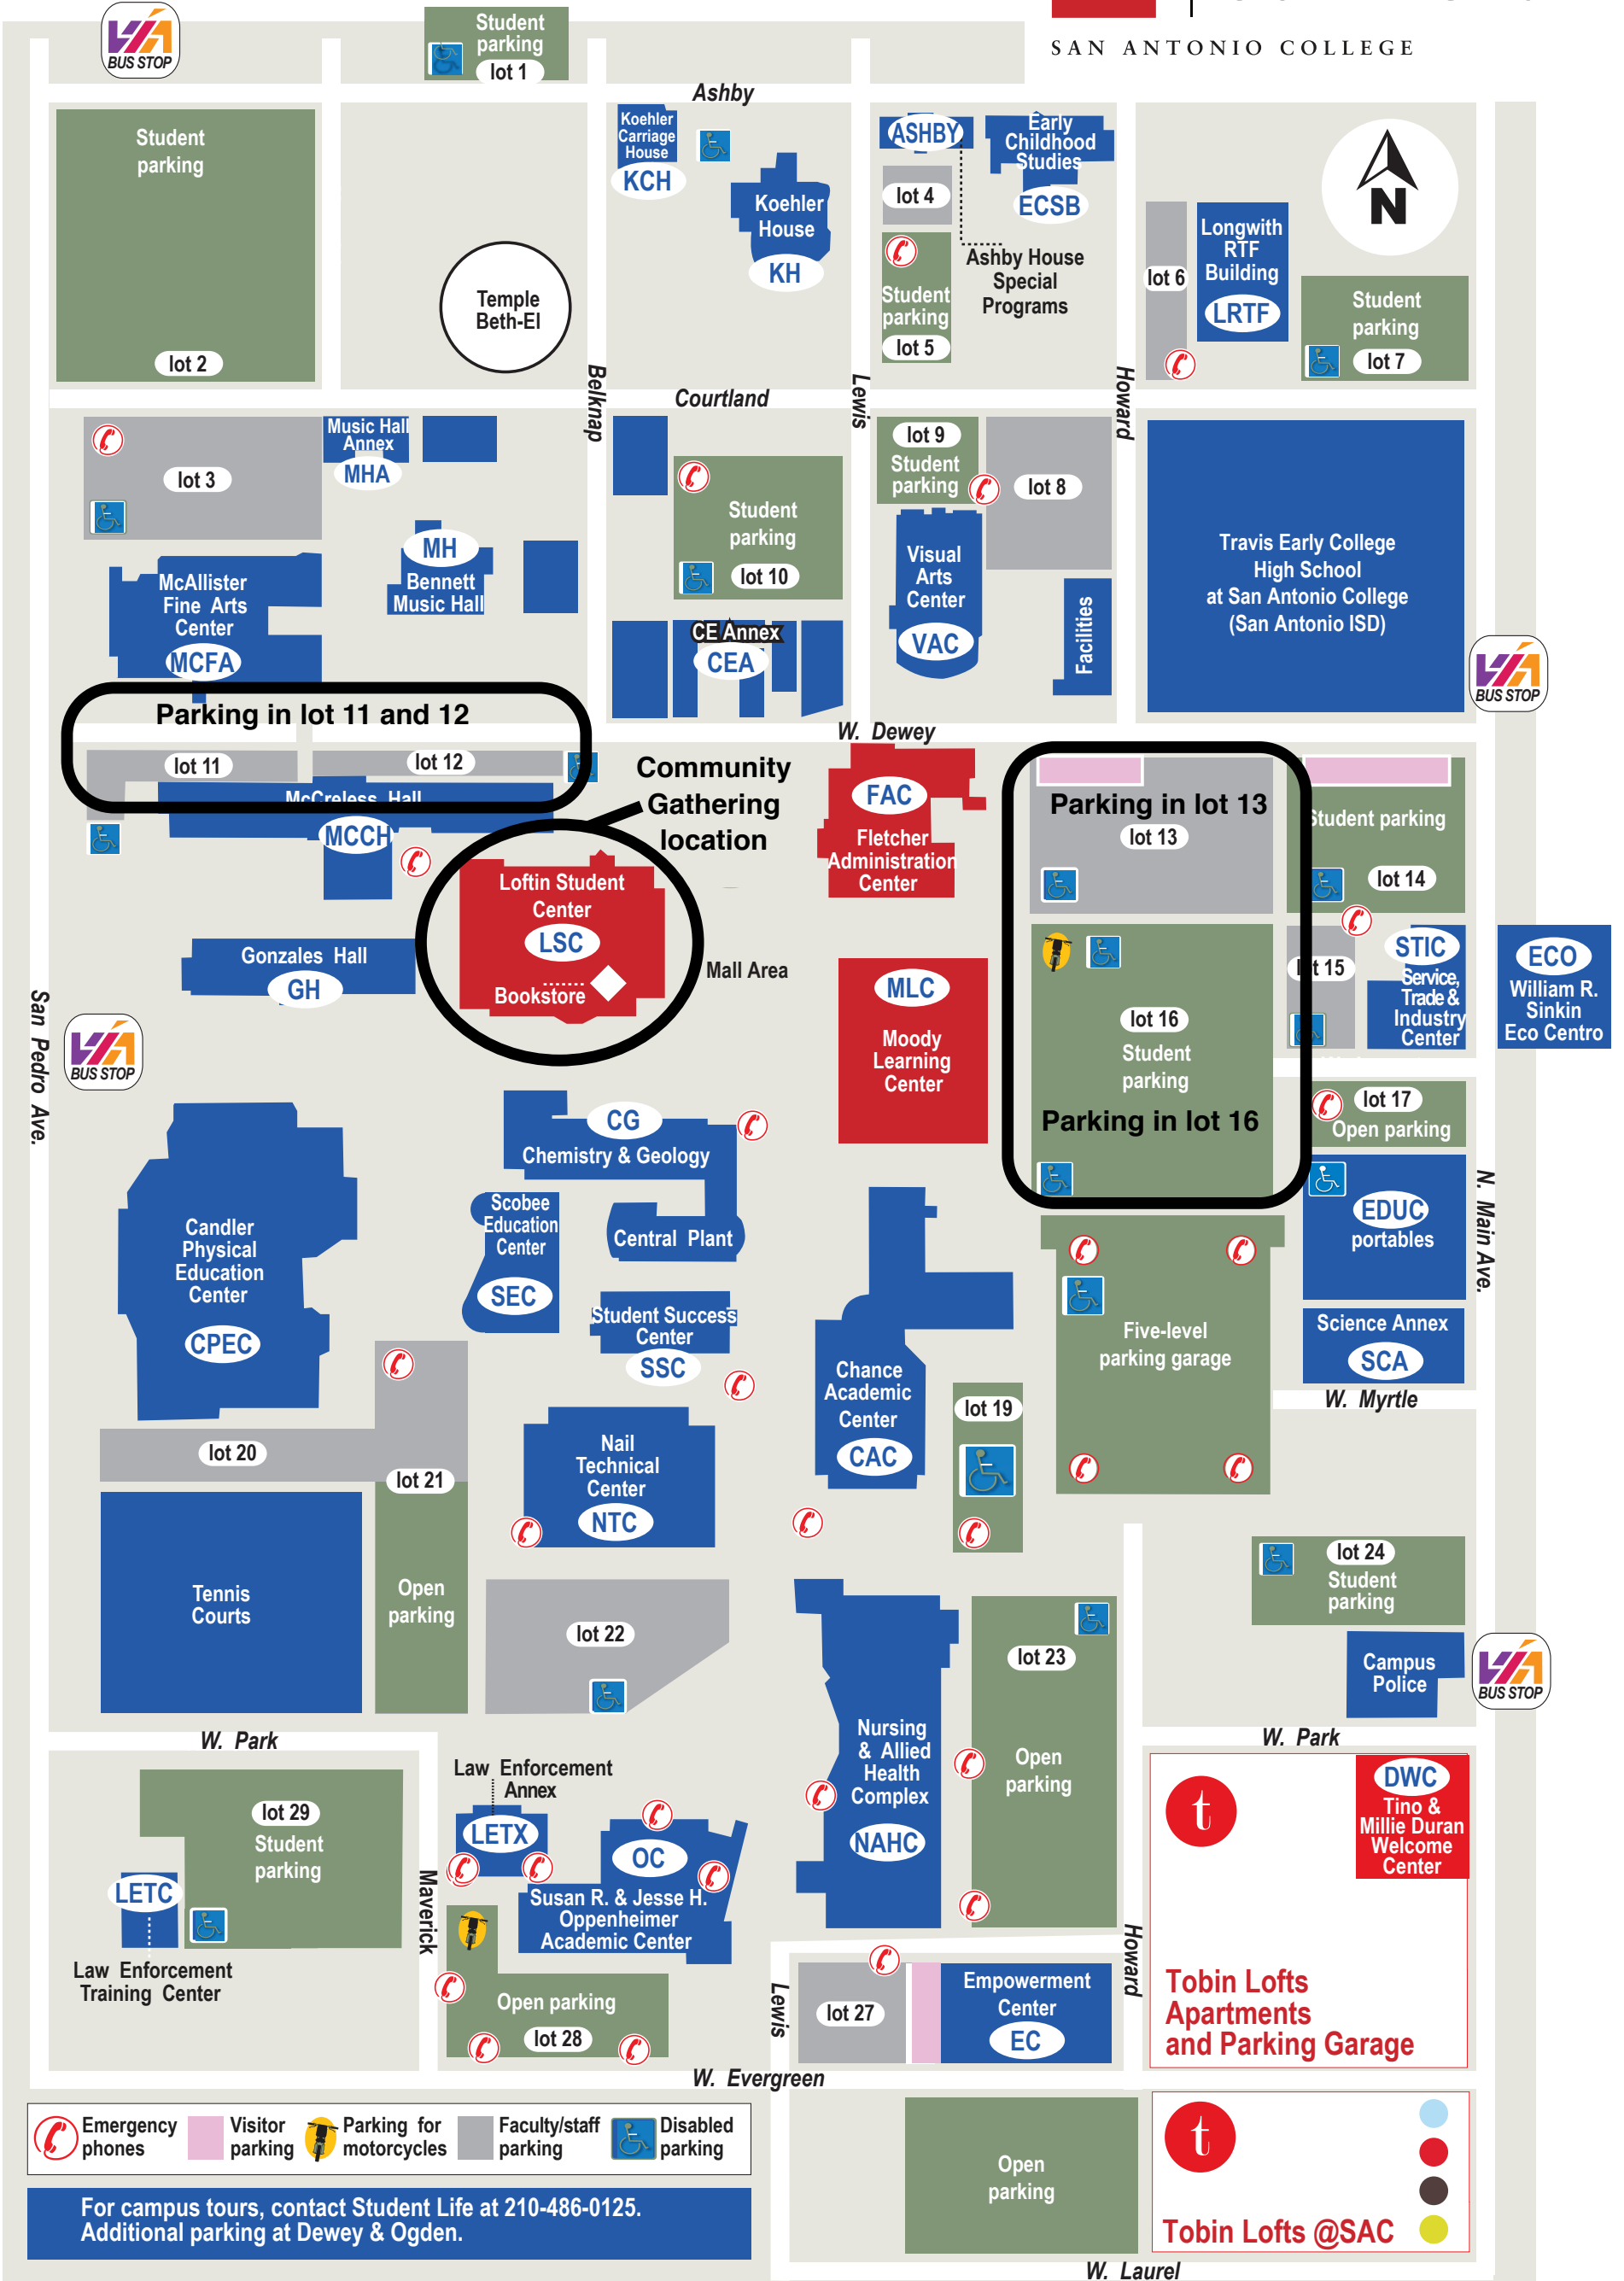 SAN ANTONIO COLLEGE
VIA
BUS STOP
Student
parking
lot 1
Ashby
Student
parking
lot 2
Temple
Beth-El
Koehler
Carriage
House
KCH
Koehler
House
KH
ASHBY
lot 4
Student
parking
lot 5
Early
Childhood
Studies
ECSB
Ashby House
Special
Programs
lot 6
Longwith
RTF
Building
LRTF
N
Student
parking
lot 7
Belknap
Courtland
Lewis
Howard
lot 3
Music Hall
Annex
MHA
MH
Bennett
Music Hall
McAllister
Fine Arts
Center
MCFA
Student
parking
lot 10
CE Annex
CEA
lot 9
Student
parking
lot 8
Visual
Arts
Center
VAC
Facilities
Travis Early College
High School
at San Antonio College
(San Antonio ISD)
VIA
BUS STOP
W. Dewey
Parking in lot 11 and 12
lot 11
lot 12
McCreless Hall
MCCH
Community
Gathering
location
Loftin Student
Center
LSC
Bookstore
Mall Area
Gonzales Hall
GH
FAC
Fletcher
Administration
Center
MLC
Moody
Learning
Center
Parking in lot 13
lot 13
lot 16
Student
parking
Parking in lot 16
Student parking
lot 14
lot 15
STIC
Service,
Trade &
Industry
Center
ECO
William R.
Sinkin
Eco Centro
lot 17
Open parking
EDUC
portables
Science Annex
SCA
W. Myrtle
N. Main Ave.
San Pedro Ave.
VIA
BUS STOP
CG
Chemistry & Geology
Scobee
Education
Center
SEC
Central Plant
Student Success
Center
SSC
Candler
Physical
Education
Center
CPEC
Chance
Academic
Center
CAC
lot 19
Five-level
parking garage
lot 20
lot 21
Open
parking
Tennis
Courts
Nail
Technical
Center
NTC
lot 22
lot 23
Open
parking
lot 24
Student
parking
Campus
Police
VIA
BUS STOP
W. Park
W. Park
lot 29
Student
parking
LETC
Law Enforcement
Training Center
Maverick
Law Enforcement
Annex
LETX
OC
Susan R. & Jesse H.
Oppenheimer
Academic Center
Open parking
lot 28
Nursing
& Allied
Health
Complex
NAHC
Lewis
lot 27
Empowerment
Center
EC
Howard
t
DWC
Tino &
Millie Duran
Welcome
Center
Tobin Lofts
Apartments
and Parking Garage
W. Evergreen
Emergency
phones
Visitor
parking
Parking for
motorcycles
Faculty/staff
parking
Disabled
parking
For campus tours, contact Student Life at 210-486-0125.
Additional parking at Dewey & Ogden.
Open
parking
t
Tobin Lofts @SAC
W. Laurel